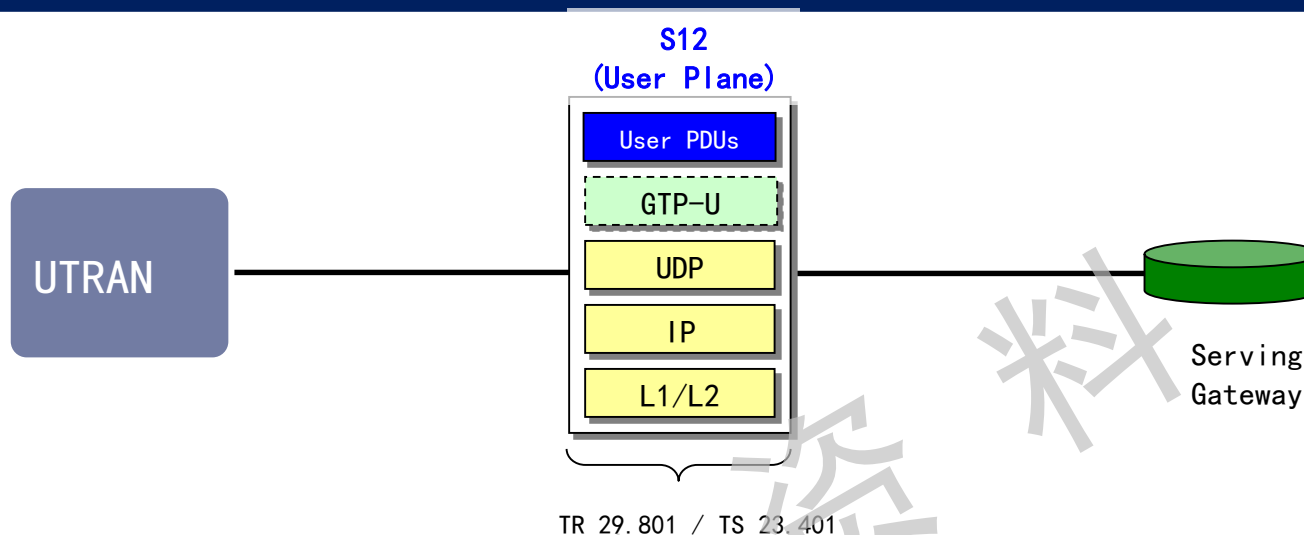 S12
(User Plane)
User PDUs
GTP-U
UTRAN
UDP
IP
L1/L2
Serving
Gateway
TR 29.801 / TS 23.401
资 料